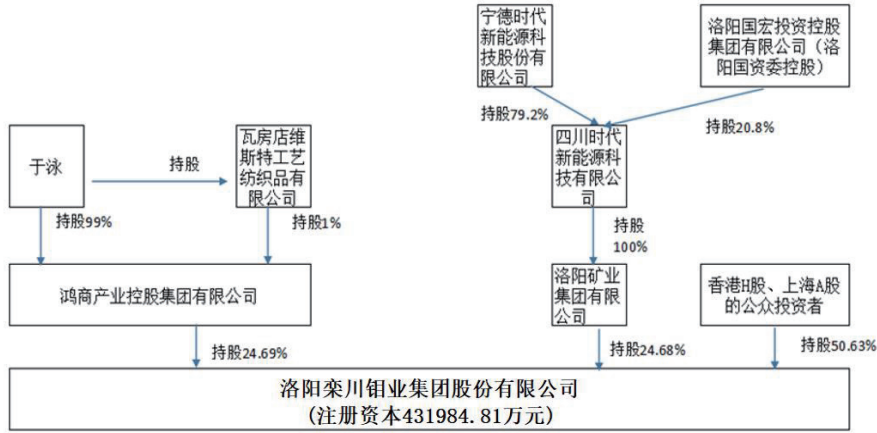 宁德时代
新能源科
技股份有
限公司
洛阳国宏投资控股
集团有限公司（洛
阳国资委控股）
持股79.2%
持股20.8%
于泳
持股
瓦房店维
斯特工艺
纺织品有
限公司
四川时代
新能源科
技有限公
司
持股99%
持股1%
持股
100%
鸿商产业控股集团有限公司
洛阳矿业
集团有限
公司
香港H股、上海A股
的公众投资者
持股24.69%
持股24.68%
持股50.63%
洛阳栾川钼业集团股份有限公司
(注册资本431984.81万元)